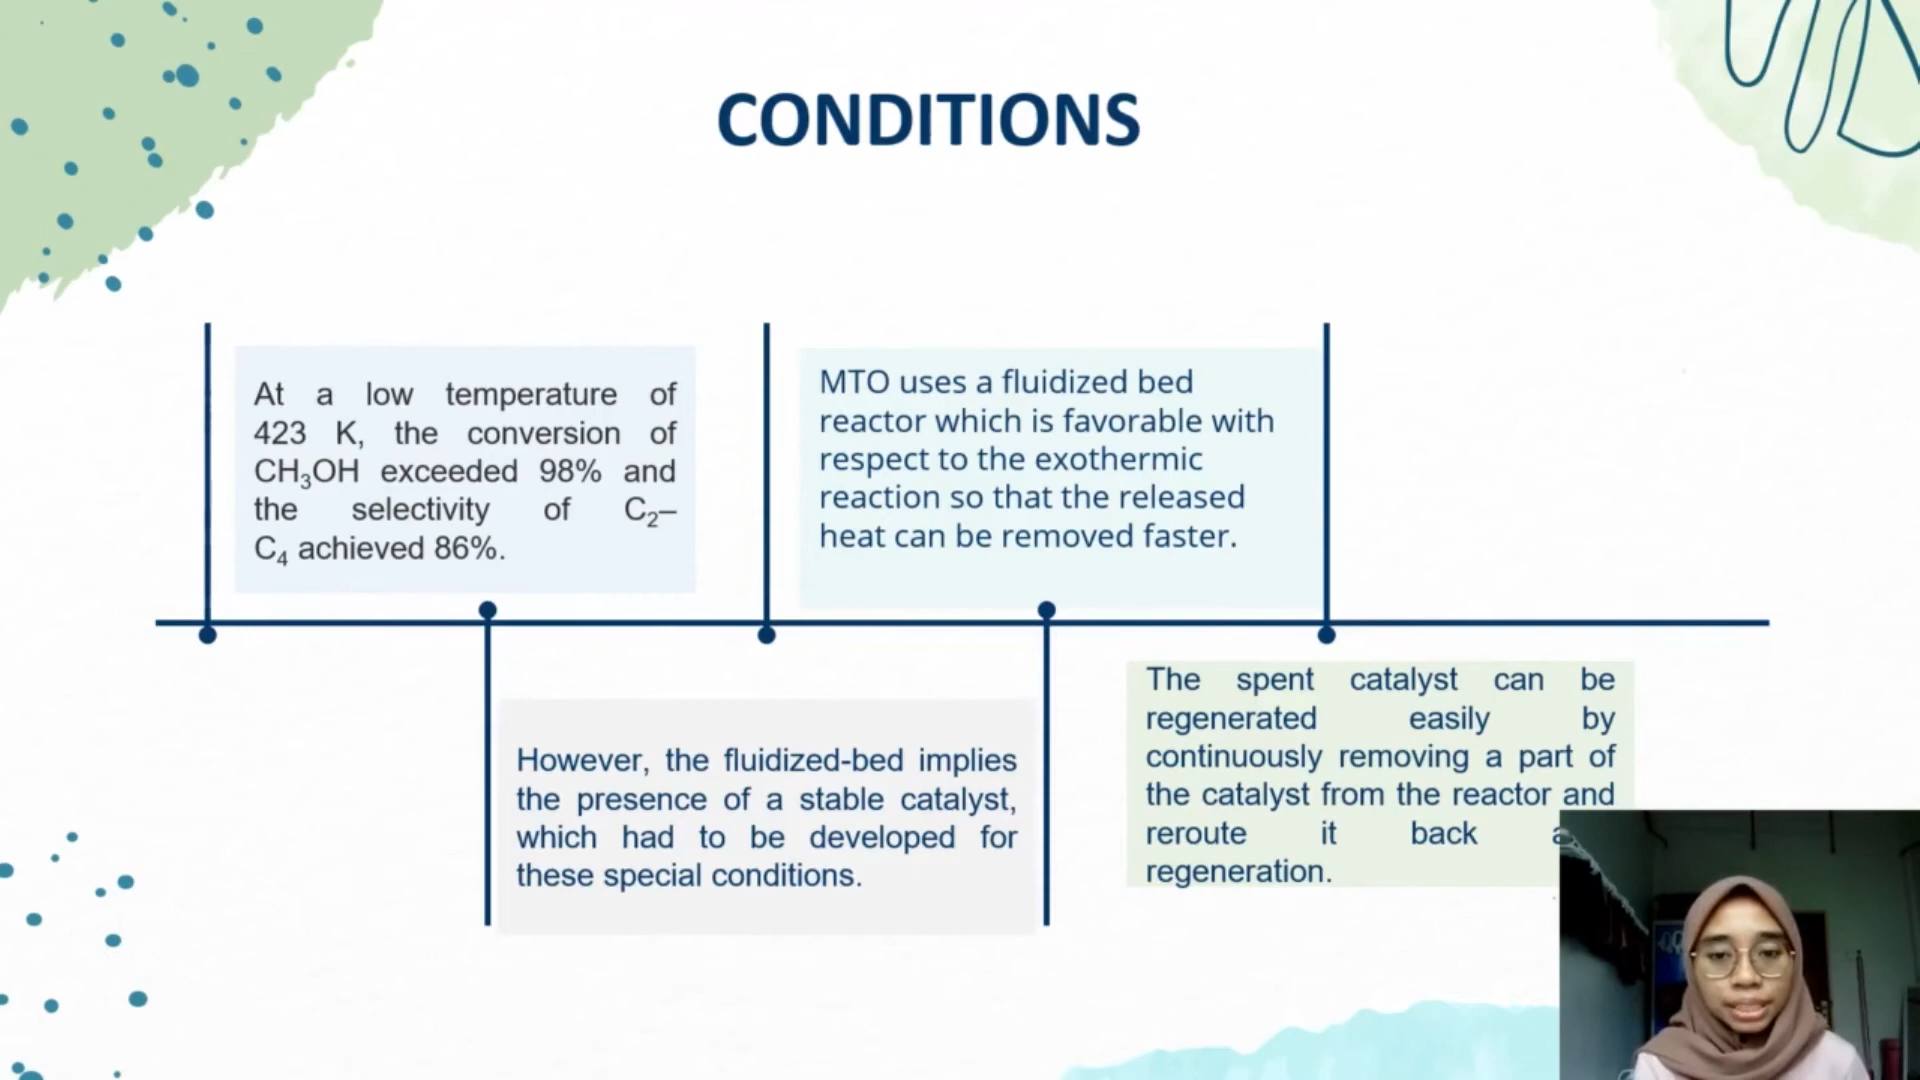 CONDITIONS
At a low temperature of
423 K, the conversion of
CH₃OH exceeded 98% and
the selectivity of C₂–
C₄ achieved 86%.
However, the fluidized-bed implies
the presence of a stable catalyst,
which had to be developed for
these special conditions.
MTO uses a fluidized bed
reactor which is favorable with
respect to the exothermic
reaction so that the released
heat can be removed faster.
The spent catalyst can be
regenerated easily by
continuously removing a part of
the catalyst from the reactor and
reroute it back
regeneration.